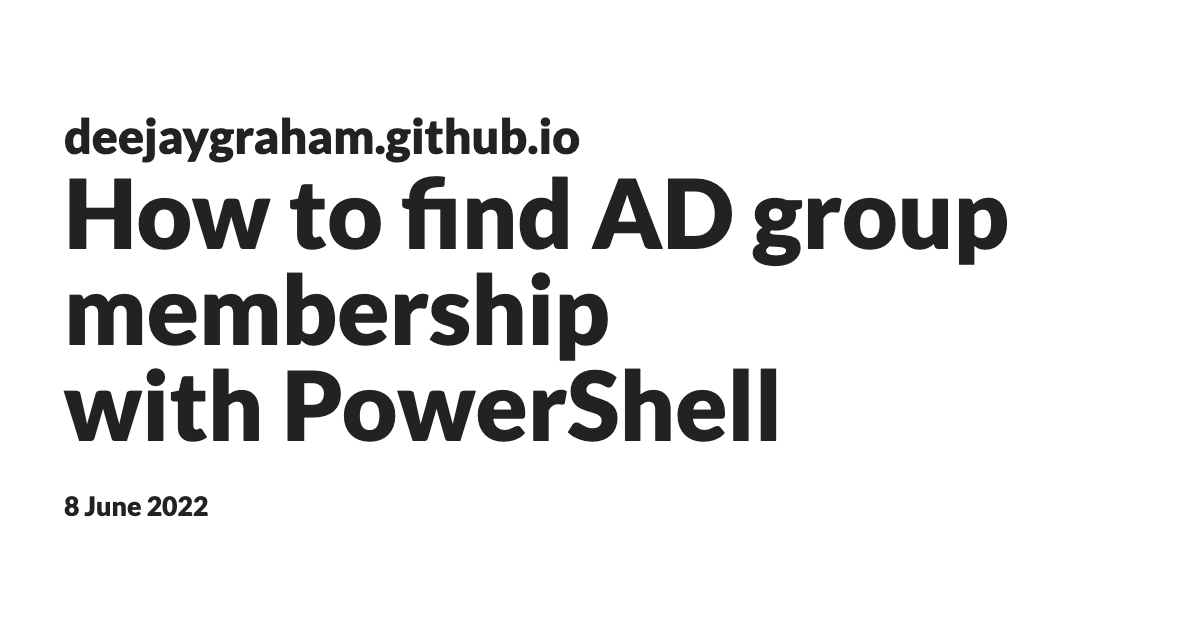 deejaygraham.github.io
How to find AD group
membership
with PowerShell
8 June 2022